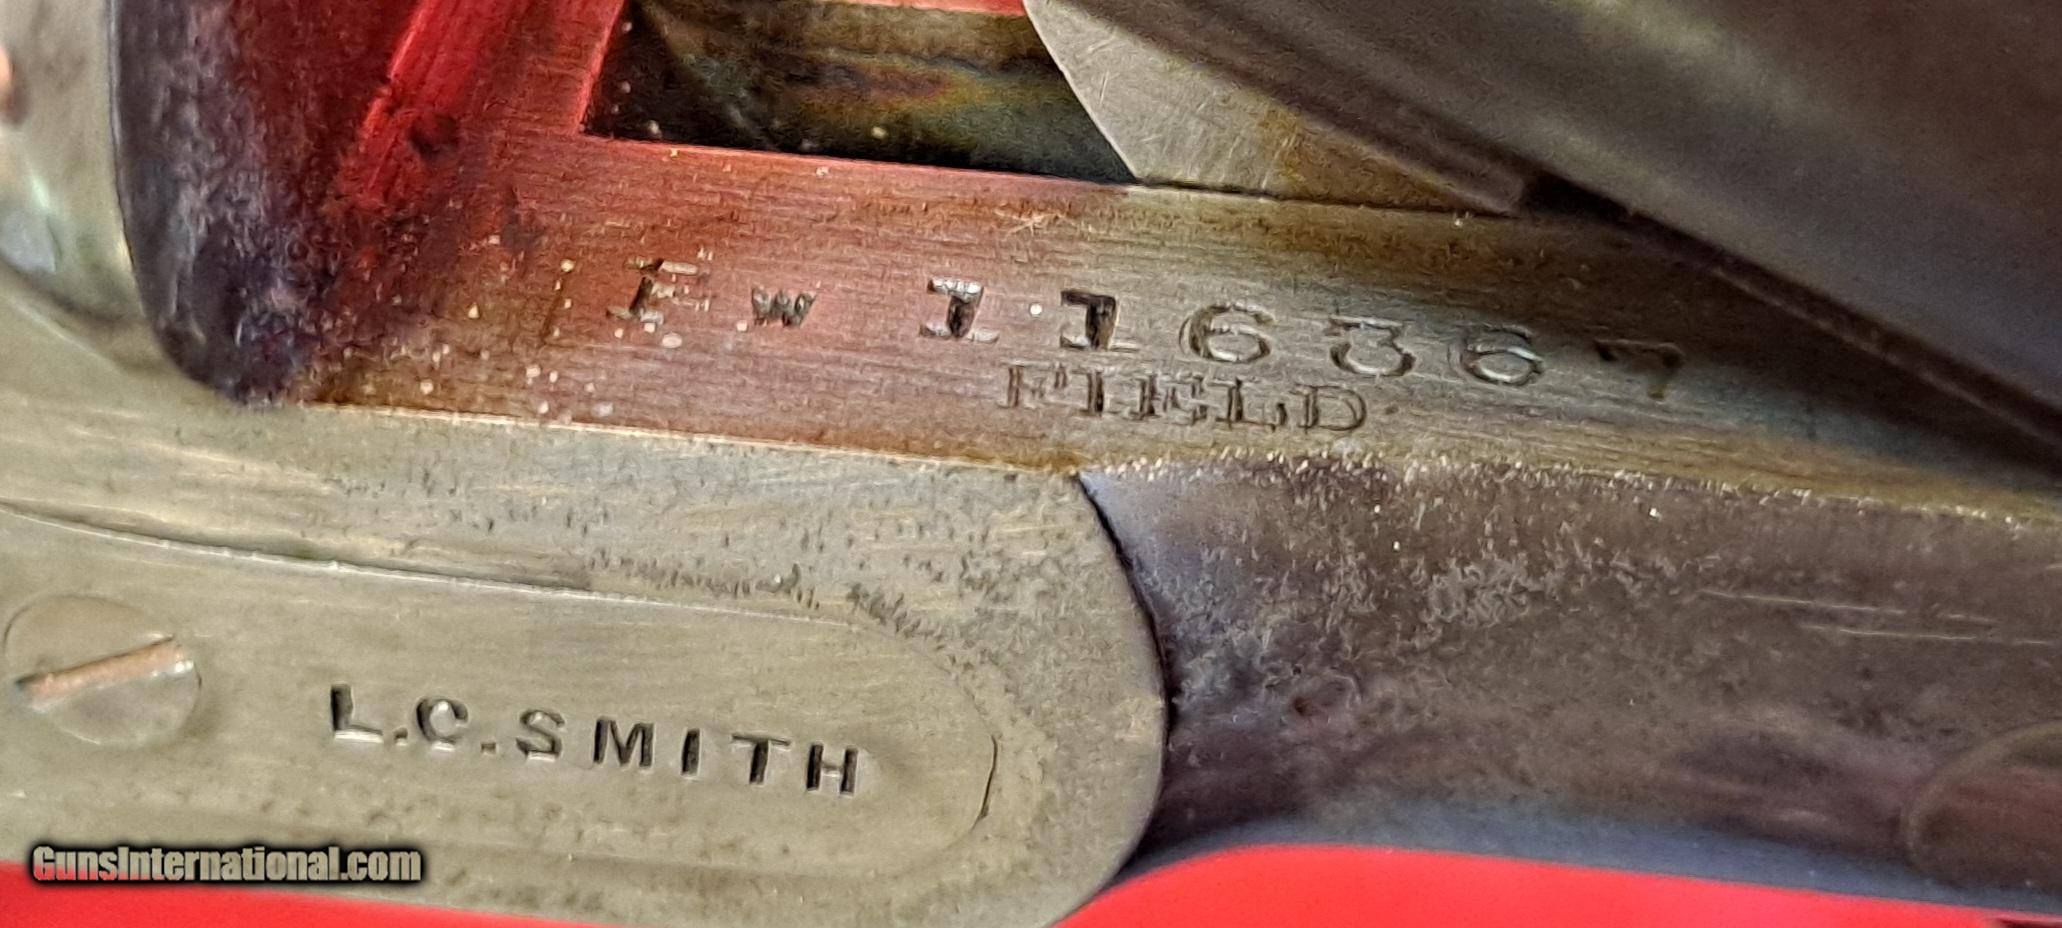 FW 116367
FIELD
L.C.SMITH
GunsInternational.com